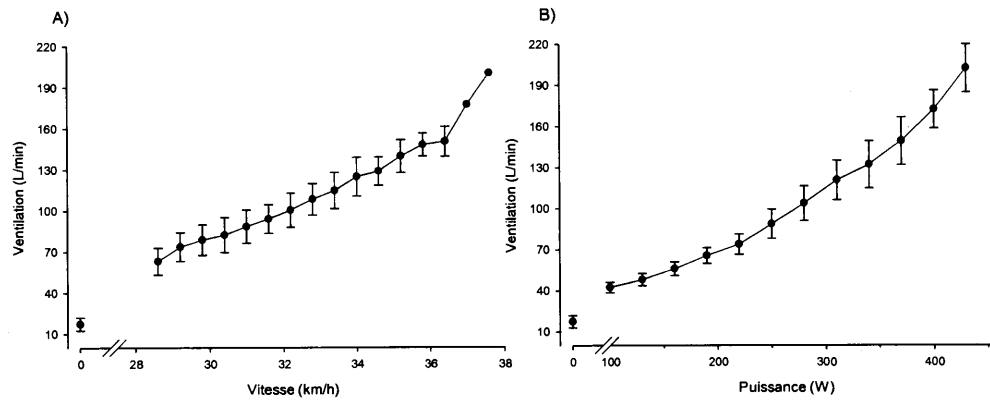 A)
Ventilation (L/min)
220
190
160
130
100
70
40
10
0 28 30 32 34 36 38
Vitesse (km/h)
B)
Ventilation (L/min)
220
190
160
130
100
70
40
10
0 100 200 300 400
Puissance (W)